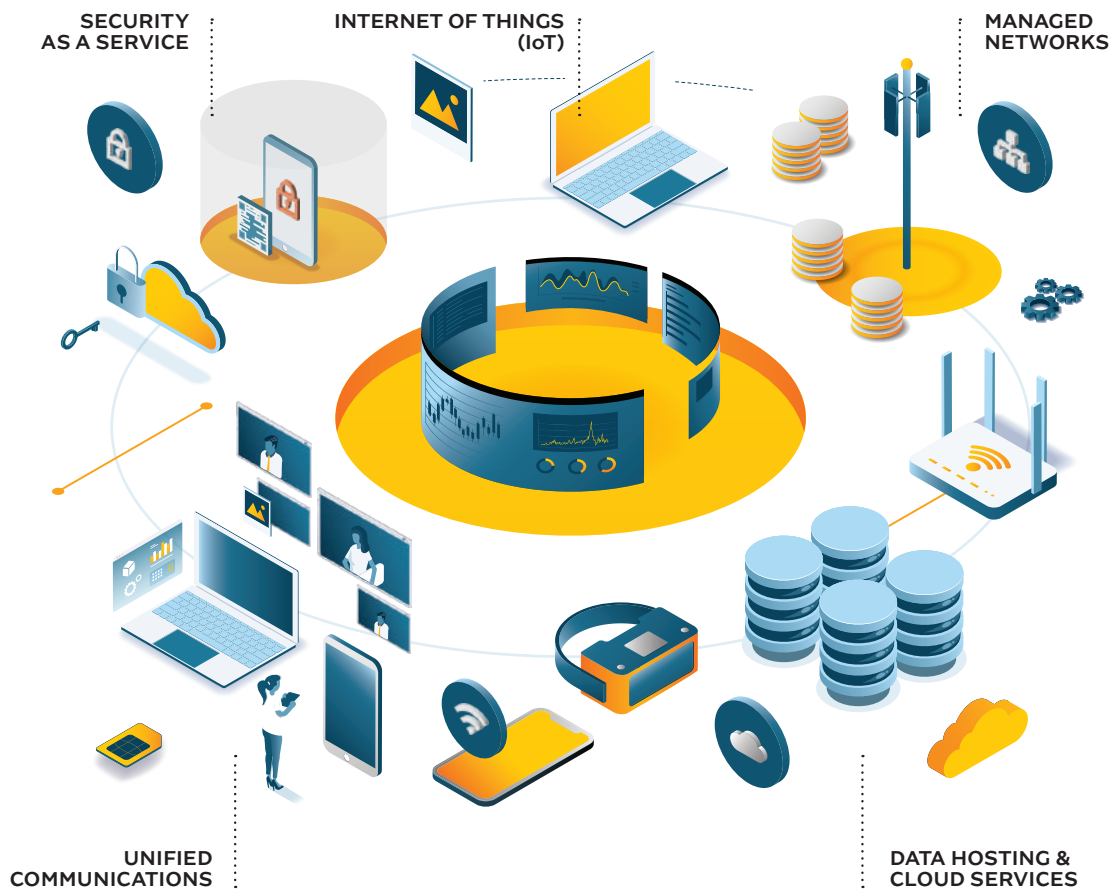 SECURITY
AS A SERVICE
INTERNET OF THINGS
(IoT)
MANAGED
NETWORKS
UNIFIED
COMMUNICATIONS
DATA HOSTING &
CLOUD SERVICES